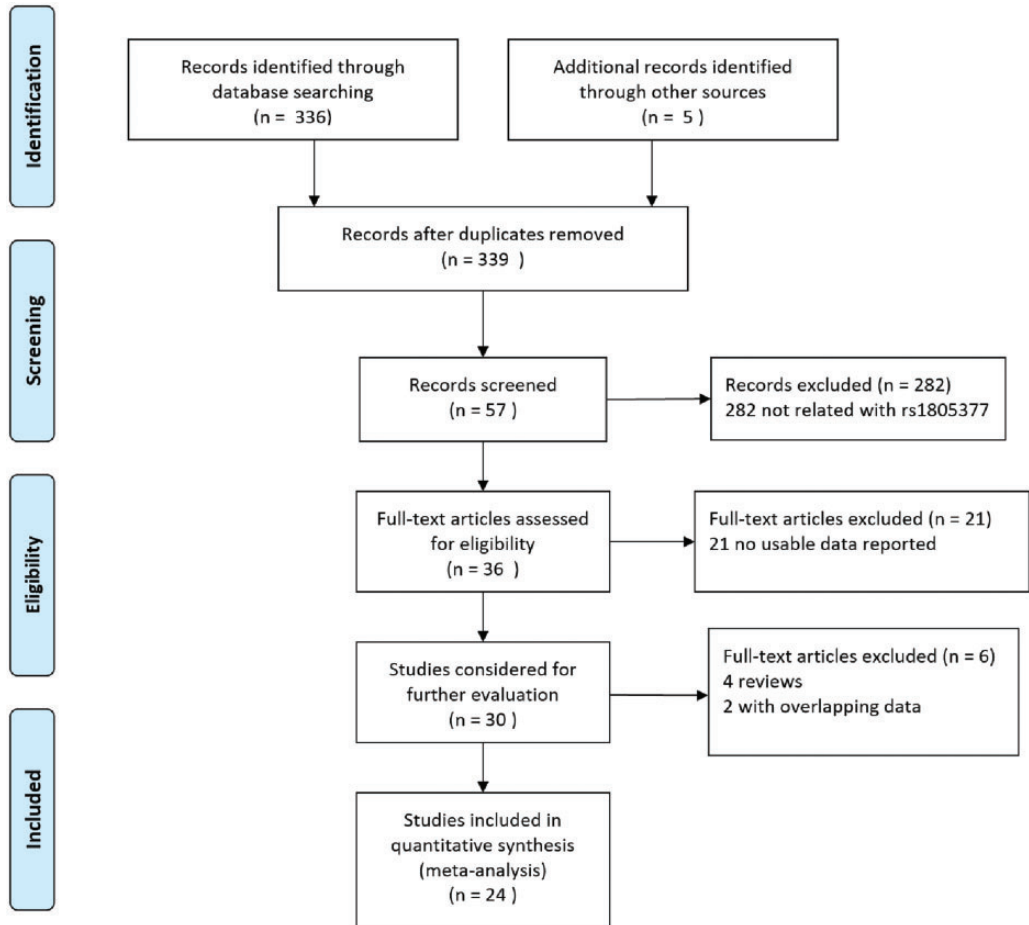 Identification
Records identified through
database searching
(n = 336)
Additional records identified
through other sources
(n = 5 )
Records after duplicates removed
(n = 339 )
Screening
Records screened
(n = 57 )
Records excluded (n = 282)
282 not related with rs1805377
Eligibility
Full-text articles assessed
for eligibility
(n = 36 )
Full-text articles excluded (n = 21)
21 no usable data reported
Studies considered for
further evaluation
(n = 30 )
Full-text articles excluded (n = 6)
4 reviews
2 with overlapping data
Included
Studies included in
quantitative synthesis
(meta-analysis)
(n = 24 )